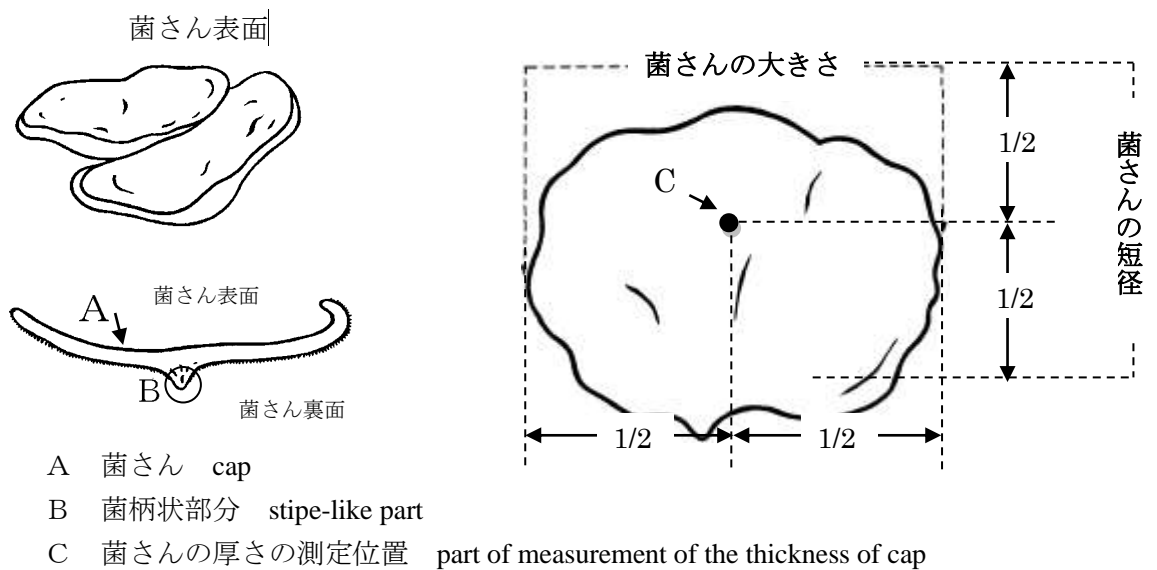 菌さん表面
菌さんの大きさ
1/2
C
菌さんの短径
菌さん表面
A
1/2
B
菌さん裏面
1/2
1/2
A 菌さん cap
B 菌柄状部分 stipe-like part
C 菌さんの厚さの測定位置 part of measurement of the thickness of cap